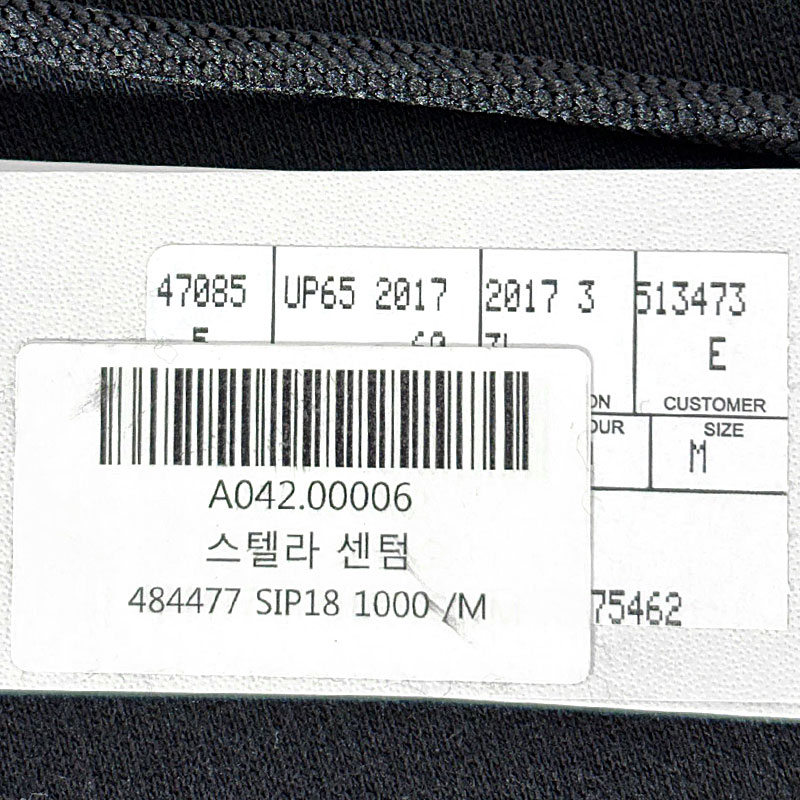 47085 UP65 2017 2017 3 513473
E
CUSTOMER
SIZE
M
75462
A042.00006
스텔라 센텀
484477 SIP18 1000 /M